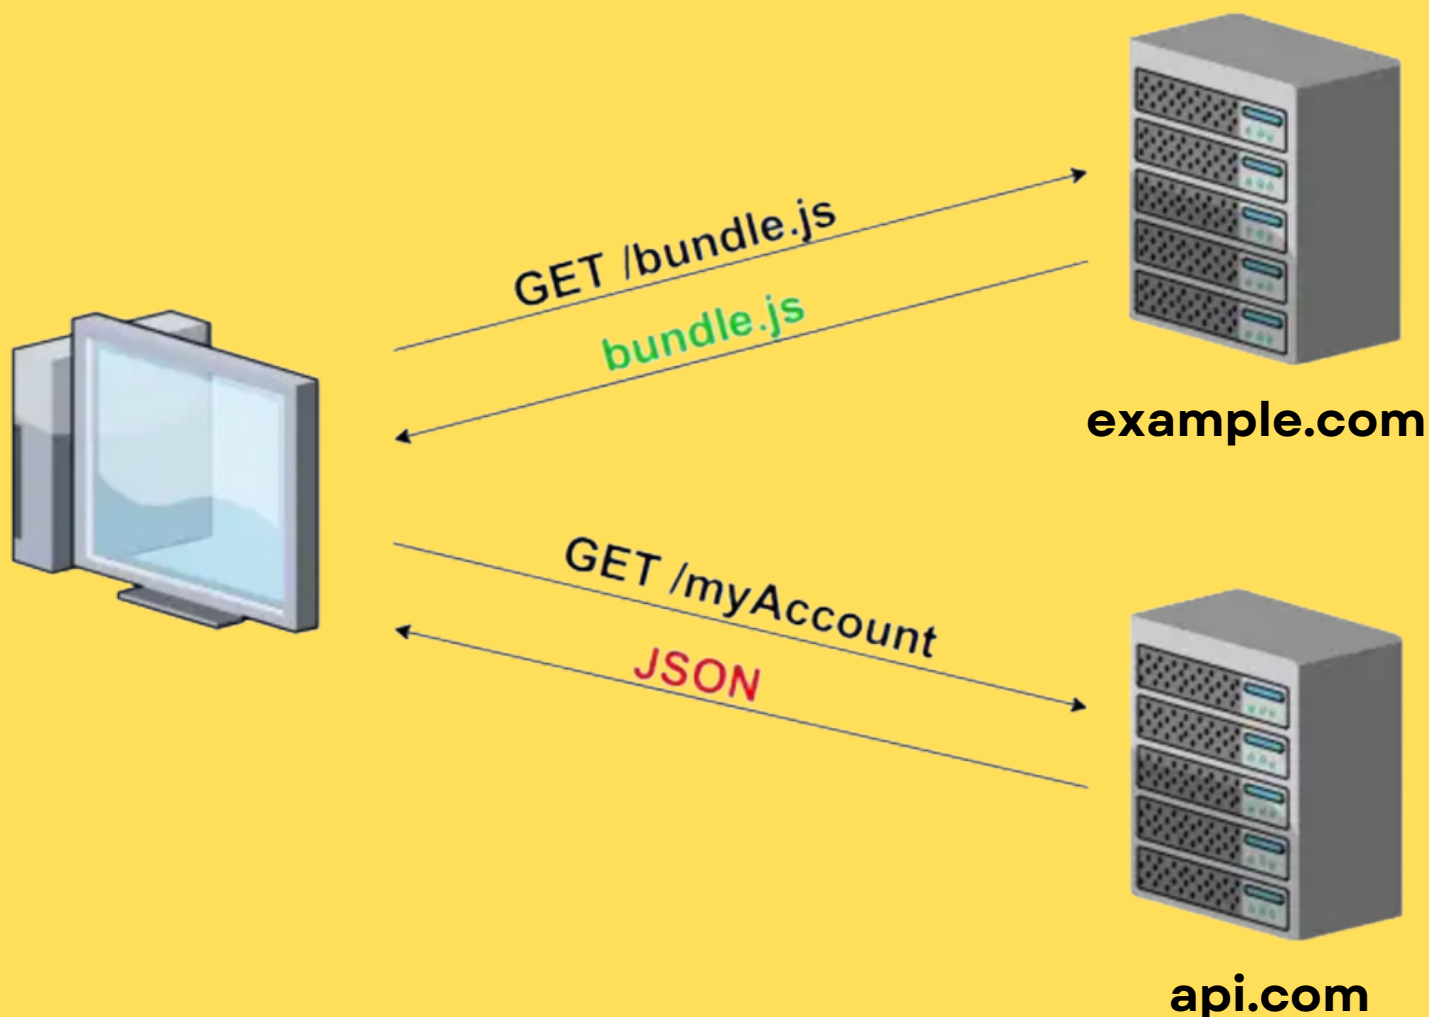 GET /bundle.js
bundle.js
example.com
GET /myAccount
JSON
api.com